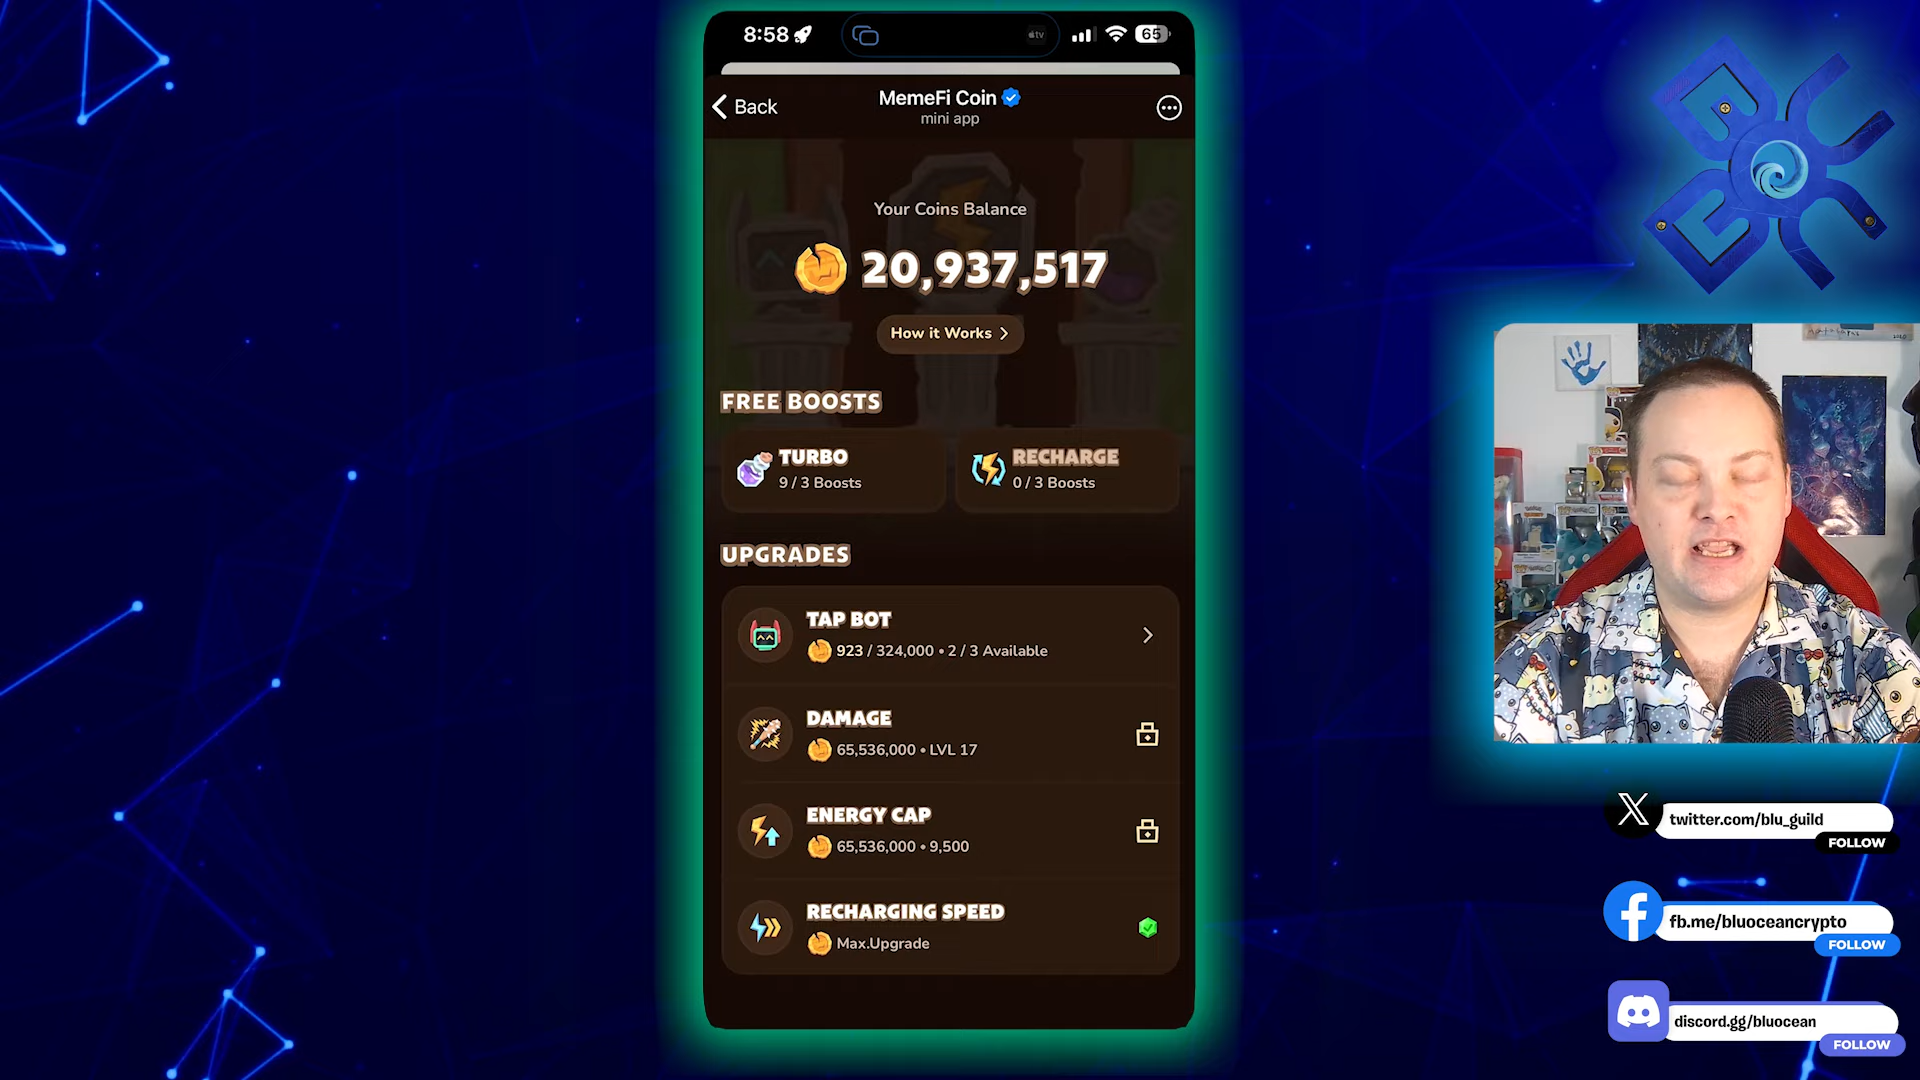 8:58
tv
65
Back
MemeFi Coin
mini app
Your Coins Balance
20,937,517
How it Works
FREE BOOSTS
TURBO
9 / 3 Boosts
RECHARGE
0 / 3 Boosts
UPGRADES
TAP BOT
923 / 324,000 • 2 / 3 Available
DAMAGE
65,536,000 • LVL 17
ENERGY CAP
65,536,000 • 9,500
RECHARGING SPEED
Max.Upgrade
twitter.com/blu_guild
FOLLOW
fb.me/bluoceancrypto
FOLLOW
discord.gg/bluocean
FOLLOW